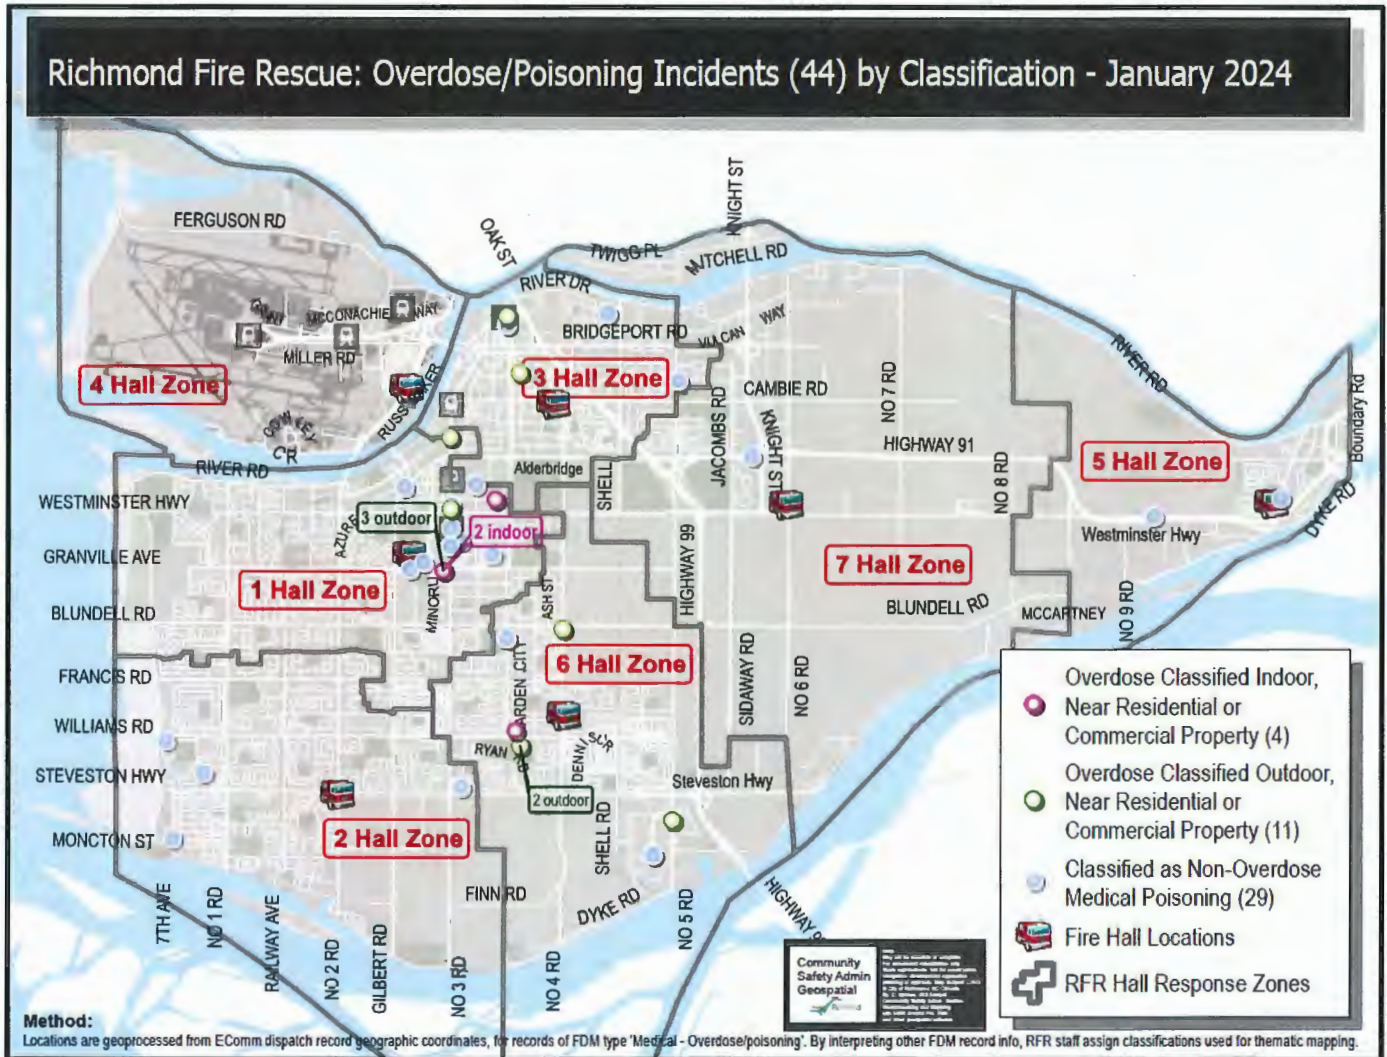 Richmond Fire Rescue: Overdose/Poisoning Incidents (44) by Classification - January 2024
KNIGHT ST
FERGUSON RD
OAK ST
TWIGG PL
MITCHELL RD
RIVER DR
MCCONACHIE WAY
BRIDGEPORT RD
VULCAN WAY
MILLER RD
RIVER RD
4 Hall Zone
3 Hall Zone
CAMBIE RD
NO 7 RD
Boundary Rd
JACOBMS RD
KNIGHT ST
HIGHWAY 91
COWLEY CR
RIVER RD
Alderbridge
SHELL
NO 8 RD
5 Hall Zone
WESTMINSTER HWY
3 outdoor
2 indoor
AZURE
DYKE RD
Westminster Hwy
GRANVILLE AVE
HIGHWAY 99
7 Hall Zone
1 Hall Zone
MINORU
ASH ST
BLUNDELL RD
BLUNDELL RD
MCCARTNEY
NO 9 RD
6 Hall Zone
FRANCIS RD
ARDEN CITY
SIDAWAY RD
NO 6 RD
WILLIAMS RD
RYAN RD
DENNIS CR
STEVESTON HWY
Steveston Hwy
2 outdoor
2 Hall Zone
SHELL RD
MONCTON ST
FINN RD
DYKE RD
7TH AVE
NO 1 RD
RAILWAY AVE
NO 2 RD
GILBERT RD
NO 3 RD
NO 4 RD
NO 5 RD
HIGHWAY
Overdose Classified Indoor,
Near Residential or
Commercial Property (4)
Overdose Classified Outdoor,
Near Residential or
Commercial Property (11)
Classified as Non-Overdose
Medical Poisoning (29)
Fire Hall Locations
RFR Hall Response Zones
Community
Safety Admin
Geospatial
Method:
Locations are geoprocessed from EComm dispatch record geographic coordinates, for records of FDM type 'Medical - Overdose/poisoning'. By interpreting other FDM record info, RFR staff assign classifications used for thematic mapping.